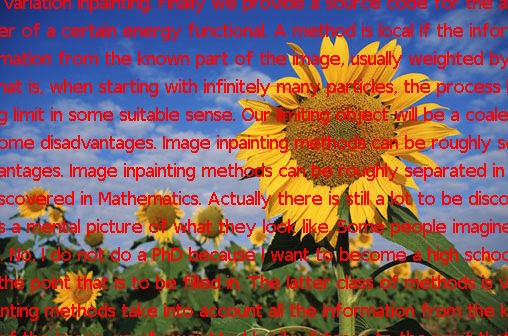 variation inpainting. Finally we provide a source code for the a
er of a certain energy functional. A method is local if the infor
mation from the known part of the image, usually weighted by
hat is, when starting with infinitely many particles, the process
g limit in some suitable sense. Our limiting object will be a coale
ome disadvantages. Image inpainting methods can be roughly se
antages. Image inpainting methods can be roughly separated in
scovered in Mathematics. Actually there is still a lot to be disco
s a mental picture of what they look like. Some people imagine
. No, I do not do a PhD because I want to become a high schoo
the point that is to be filled in. The latter class of methods is v
nting methods take into account all the information from the k